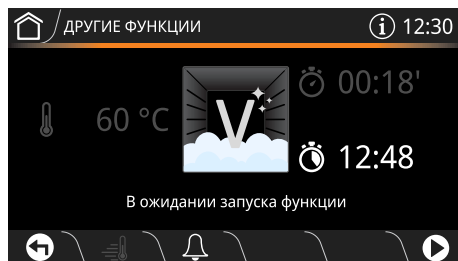 ДРУГИЕ ФУНКЦИИ
i 12:30
00:18'
60 °C
V
12:48
В ожидании запуска функции